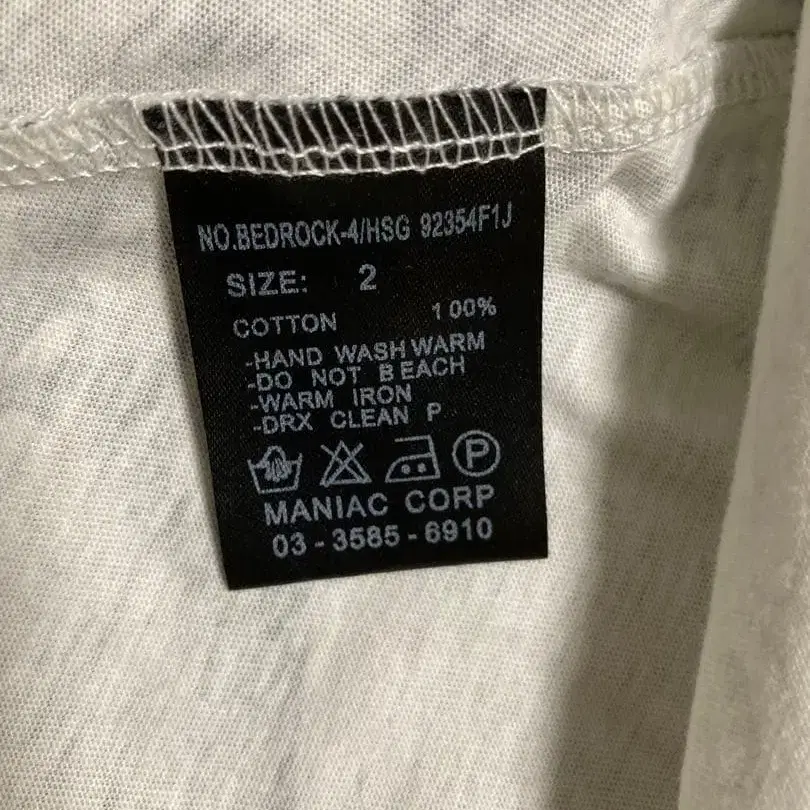 NO.BEDROCK-4/HSG 92354F1J
SIZE: 2
COTTON 100%
-HAND WASH WARM
-DO NOT BEACH
-WARM IRON
-DRX CLEAN P
P
MANIAC CORP
03-3585-6910